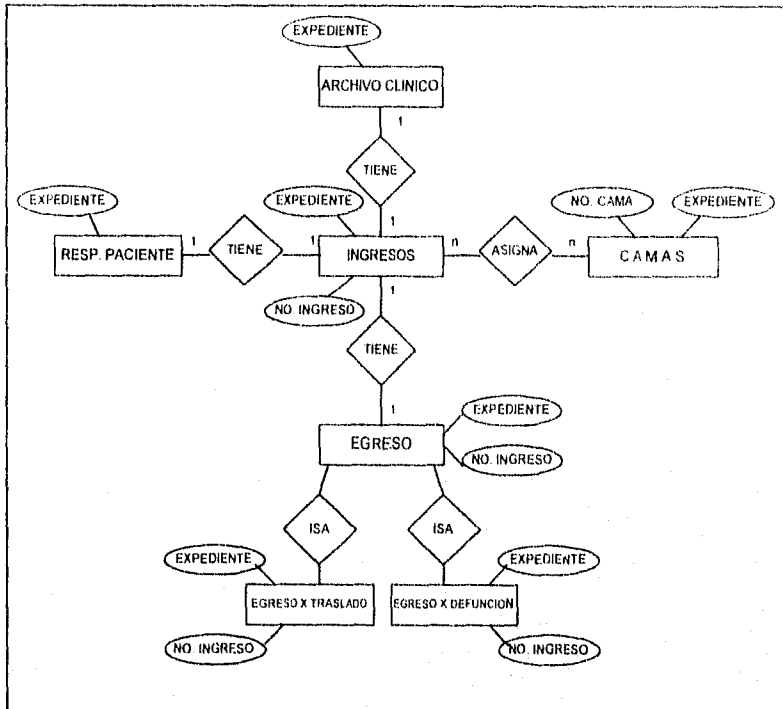 EXPEDIENTE
ARCHIVO CLINICO
1
TIENE
EXPEDIENTE
EXPEDIENTE
NO. CAMA
EXPEDIENTE
1
1
1
n
n
RESP. PACIENTE
TIENE
INGRESOS
ASIGNA
C A M A S
NO. INGRESO
1
TIENE
1
EXPEDIENTE
EGRESO
NO. INGRESO
ISA
ISA
EXPEDIENTE
EXPEDIENTE
EGRESO X TRASLADO
EGRESO X DEFUNCION
NO. INGRESO
NO. INGRESO